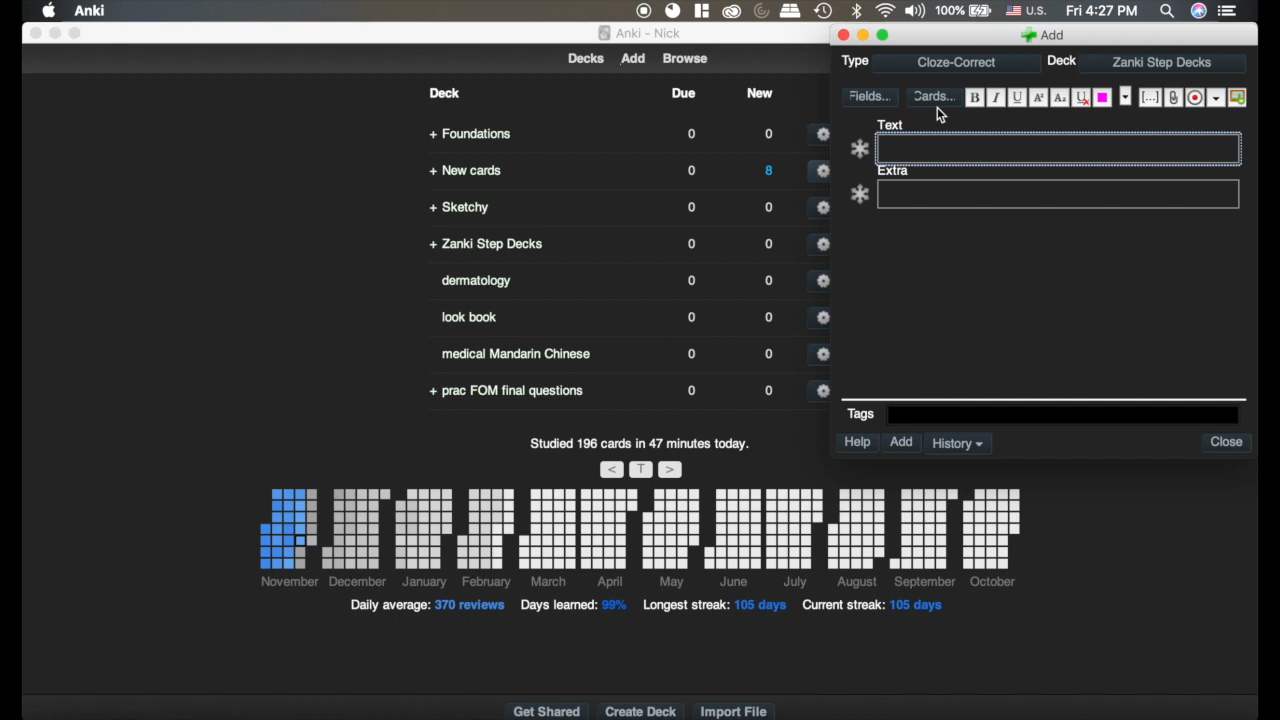 Anki
100%
U.S.
Fri 4:27 PM
Anki - Nick
Decks Add Browse
Deck Due New
+ Foundations 0 0
+ New cards 0 8
+ Sketchy 0 0
+ Zanki Step Decks 0 0
dermatology 0 0
look book 0 0
medical Mandarin Chinese 0 0
+ prac FOM final questions 0 0
Studied 196 cards in 47 minutes today.
< T >
November December January February March April May June July August September October
Daily average: 370 reviews Days learned: 99% Longest streak: 105 days Current streak: 105 days
Get Shared Create Deck Import File
Add
Type Cloze-Correct Deck Zanki Step Decks
Fields... Cards... B I U A² A₂ U [...]
Text
Extra
Tags
Help Add History Close